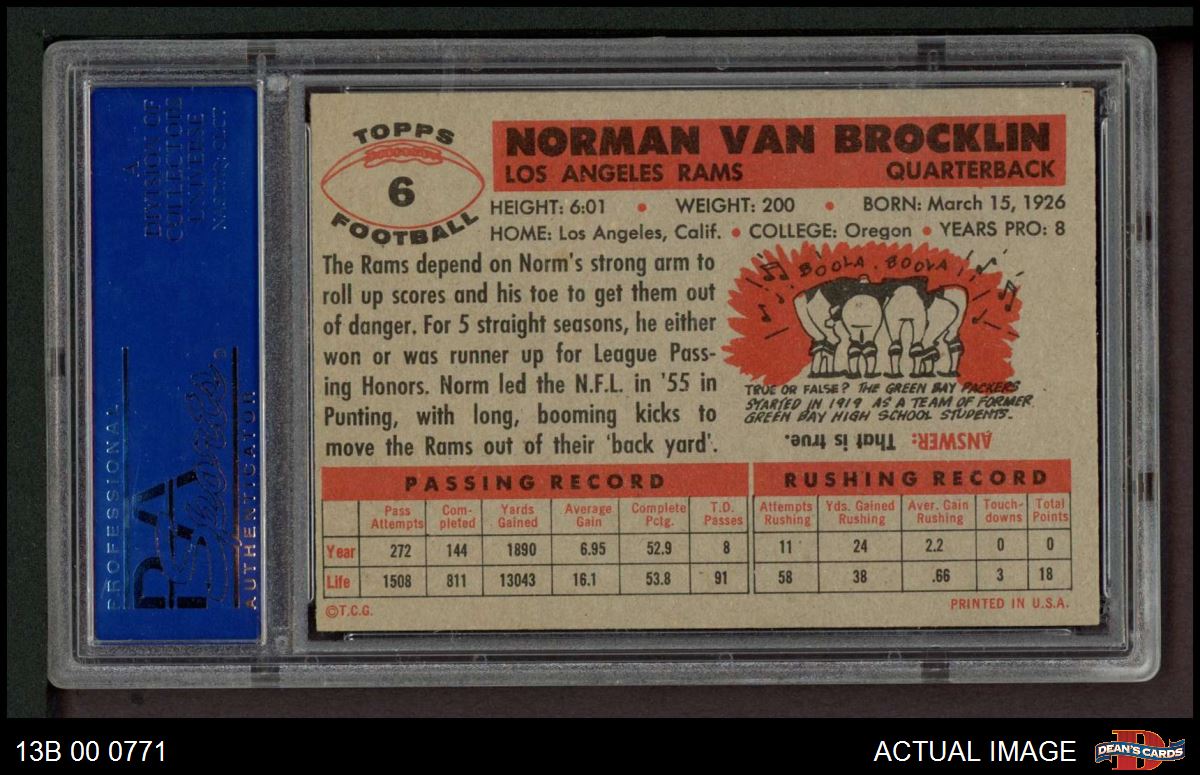 A
DIVISION OF
COLLECTORS
UNIVERSE
NASDAQ: CLCT
PROFESSIONAL
PSA
Sports
AUTHENTICATOR
TOPPS
6
FOOTBALL
NORMAN VAN BROCKLIN
LOS ANGELES RAMS QUARTERBACK
HEIGHT: 6:01 • WEIGHT: 200 • BORN: March 15, 1926
HOME: Los Angeles, Calif. • COLLEGE: Oregon • YEARS PRO: 8
The Rams depend on Norm's strong arm to
roll up scores and his toe to get them out
of danger. For 5 straight seasons, he either
won or was runner up for League Pass-
ing Honors. Norm led the N.F.L. in '55 in
Punting, with long, booming kicks to
move the Rams out of their 'back yard'.
BOOLA BOOLA
TRUE OR FALSE? THE GREEN BAY PACKERS
STARTED IN 1919 AS A TEAM OF FORMER
GREEN BAY HIGH SCHOOL STUDENTS.
ANSWER: That is true.
PASSING RECORD
Pass Attempts Com-pleted Yards Gained Average Gain Complete Pctg. T.D. Passes
Year 272 144 1890 6.95 52.9 8
Life 1508 811 13043 16.1 53.8 91
RUSHING RECORD
Attempts Rushing Yds. Gained Rushing Aver. Gain Rushing Touch-downs Total Points
11 24 2.2 0 0
58 38 .66 3 18
©T.C.G. PRINTED IN U.S.A.
13B 00 0771
ACTUAL IMAGE
D
DEAN'S CARDS